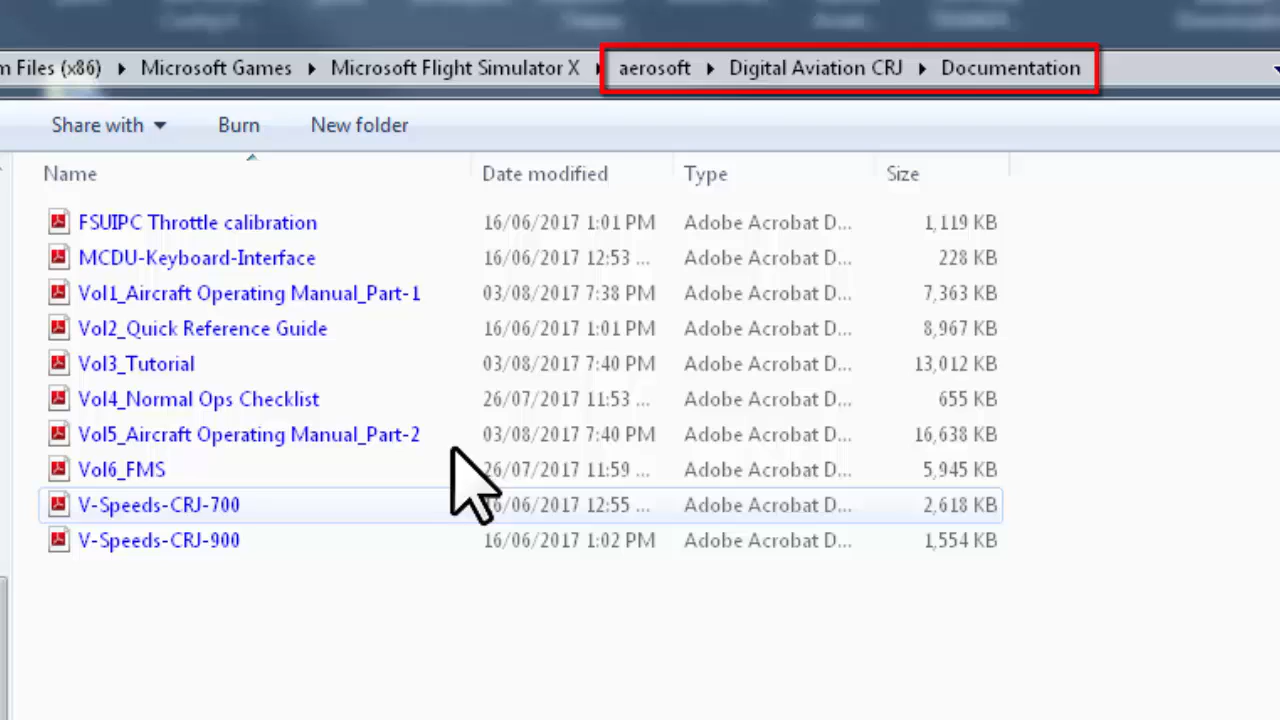 m Files (x86) Microsoft Games Microsoft Flight Simulator X aerosoft Digital Aviation CRJ Documentation
Share with Burn New folder
Name Date modified Type Size
FSUIPC Throttle calibration 16/06/2017 1:01 PM Adobe Acrobat D... 1,119 KB
MCDU-Keyboard-Interface 16/06/2017 12:53 ... Adobe Acrobat D... 228 KB
Vol1_Aircraft Operating Manual_Part-1 03/08/2017 7:38 PM Adobe Acrobat D... 7,363 KB
Vol2_Quick Reference Guide 16/06/2017 1:01 PM Adobe Acrobat D... 8,967 KB
Vol3_Tutorial 03/08/2017 7:40 PM Adobe Acrobat D... 13,012 KB
Vol4_Normal Ops Checklist 26/07/2017 11:53 ... Adobe Acrobat D... 655 KB
Vol5_Aircraft Operating Manual_Part-2 03/08/2017 7:40 PM Adobe Acrobat D... 16,638 KB
Vol6_FMS 26/07/2017 11:59 ... Adobe Acrobat D... 5,945 KB
V-Speeds-CRJ-700 6/06/2017 12:55 ... Adobe Acrobat D... 2,618 KB
V-Speeds-CRJ-900 16/06/2017 1:02 PM Adobe Acrobat D... 1,554 KB